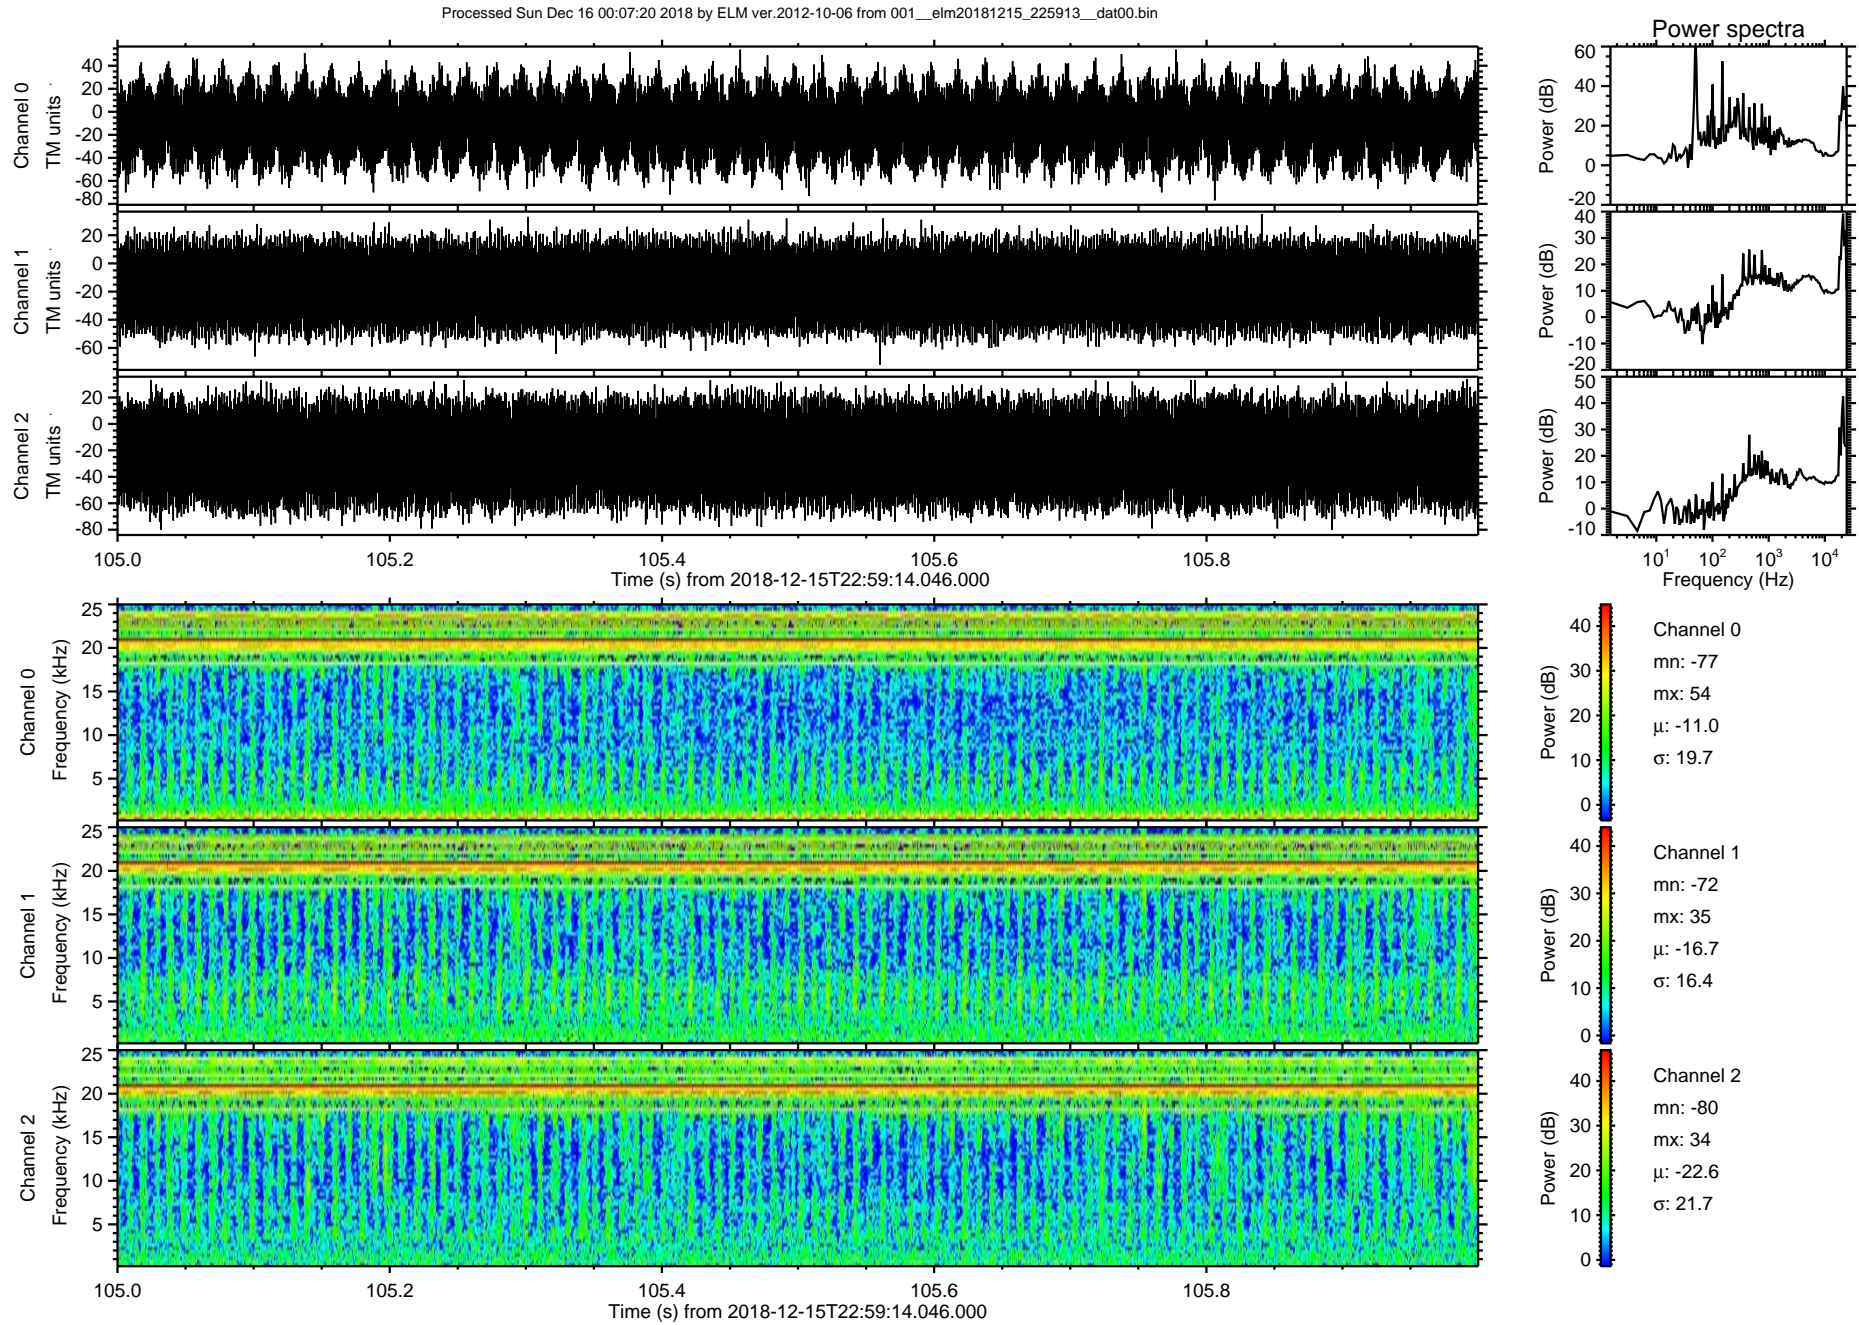 Processed Sun Dec 16 00:07:20 2018 by ELM ver.2012-10-06 from 001__elm20181215_225913__dat00.bin
Power spectra
Channel 0
TM units
40
20
0
-20
-40
-60
-80
Power (dB)
60
40
20
0
-20
Channel 1
TM units
20
0
-20
-40
-60
Power (dB)
40
30
20
10
0
-10
-20
Channel 2
TM units
20
0
-20
-40
-60
-80
Power (dB)
50
40
30
20
10
0
-10
105.0 105.2 105.4 105.6 105.8
Time (s) from 2018-12-15T22:59:14.046.000
10¹ 10² 10³ 10⁴
Frequency (Hz)
Channel 0
Frequency (kHz)
25
20
15
10
5
Power (dB)
40
30
20
10
0
Channel 0
mn: -77
mx: 54
μ: -11.0
σ: 19.7
Channel 1
Frequency (kHz)
25
20
15
10
5
Power (dB)
40
30
20
10
0
Channel 1
mn: -72
mx: 35
μ: -16.7
σ: 16.4
Channel 2
Frequency (kHz)
25
20
15
10
5
Power (dB)
40
30
20
10
0
Channel 2
mn: -80
mx: 34
μ: -22.6
σ: 21.7
105.0 105.2 105.4 105.6 105.8
Time (s) from 2018-12-15T22:59:14.046.000